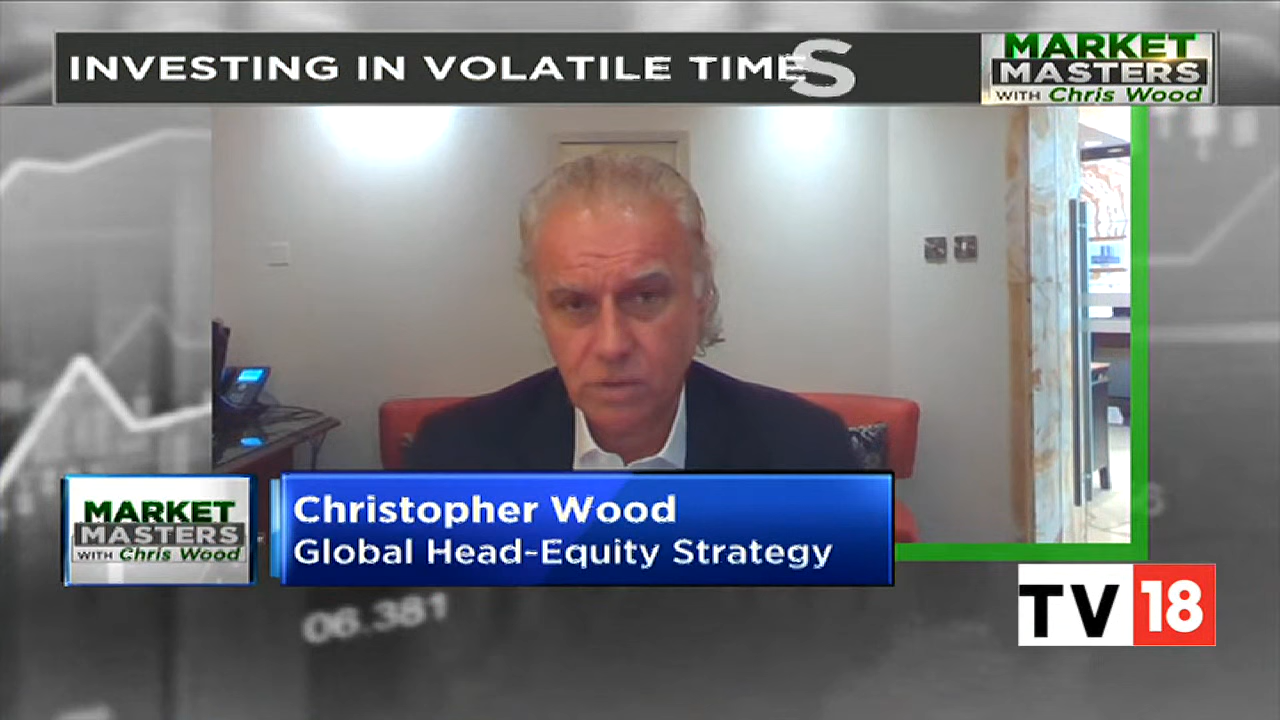 INVESTING IN VOLATILE TIMES
MARKET
MASTERS
WITH Chris Wood
MARKET
MASTERS
WITH Chris Wood
Christopher Wood
Global Head-Equity Strategy
06.381
TV18